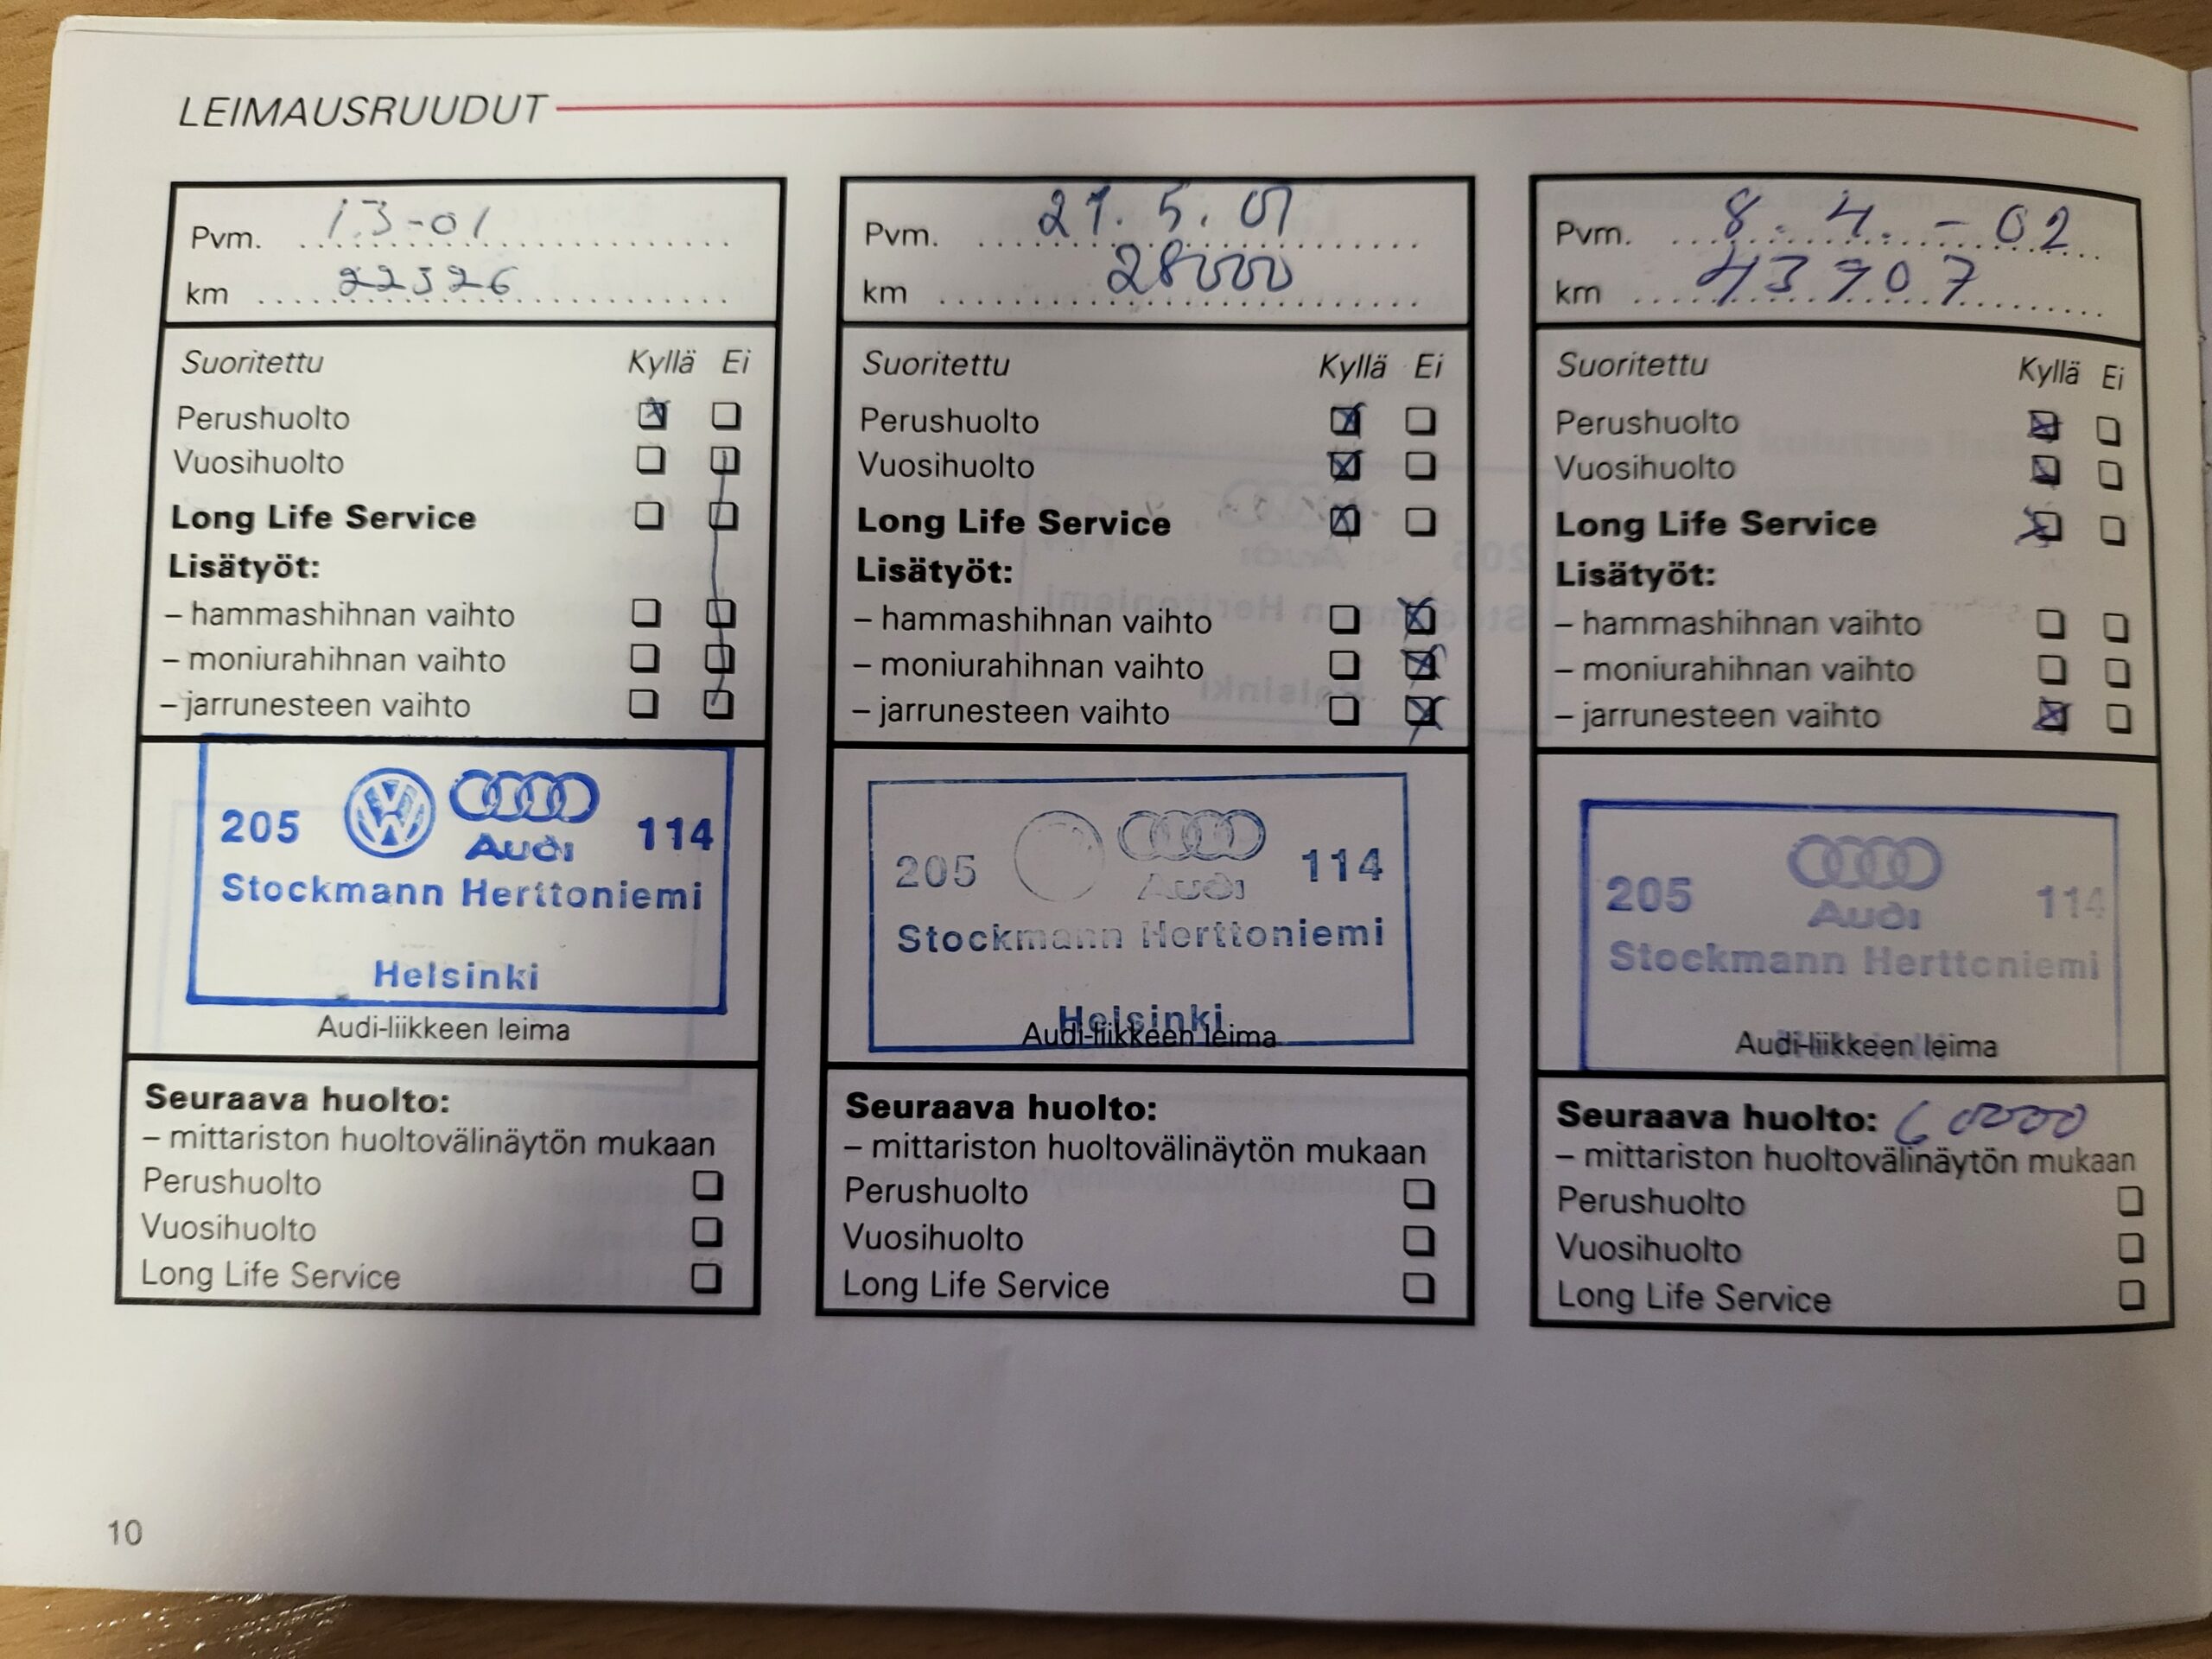 LEIMAUSRUUDUT
Pvm. 1.3-01
km 22326
Suoritettu Kyllä Ei
Perushuolto
Vuosihuolto
Long Life Service
Lisätyöt:
– hammashihnan vaihto
– moniurahihnan vaihto
– jarrunesteen vaihto
205 Audi 114
Stockmann Herttoniemi
Helsinki
Audi-liikkeen leima
Seuraava huolto:
– mittariston huoltovälinäytön mukaan
Perushuolto
Vuosihuolto
Long Life Service
Pvm. 21.5.01
km 28000
Suoritettu Kyllä Ei
Perushuolto
Vuosihuolto
Long Life Service
Lisätyöt:
– hammashihnan vaihto
– moniurahihnan vaihto
– jarrunesteen vaihto
205 Audi 114
Stockmann Herttoniemi
Helsinki
Audi-liikkeen leima
Seuraava huolto:
– mittariston huoltovälinäytön mukaan
Perushuolto
Vuosihuolto
Long Life Service
Pvm. 8.4.-02
km 43907
Suoritettu Kyllä Ei
Perushuolto
Vuosihuolto
Long Life Service
Lisätyöt:
– hammashihnan vaihto
– moniurahihnan vaihto
– jarrunesteen vaihto
205 Audi 114
Stockmann Herttoniemi
Audi-liikkeen leima
Seuraava huolto: 60000
– mittariston huoltovälinäytön mukaan
Perushuolto
Vuosihuolto
Long Life Service
10